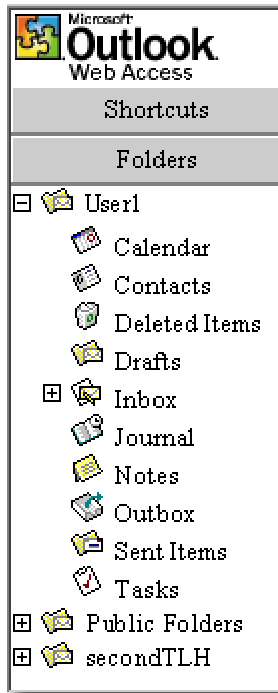 Microsoft
Outlook
Web Access
Shortcuts
Folders
User1
Calendar
Contacts
Deleted Items
Drafts
Inbox
Journal
Notes
Outbox
Sent Items
Tasks
Public Folders
secondTLH